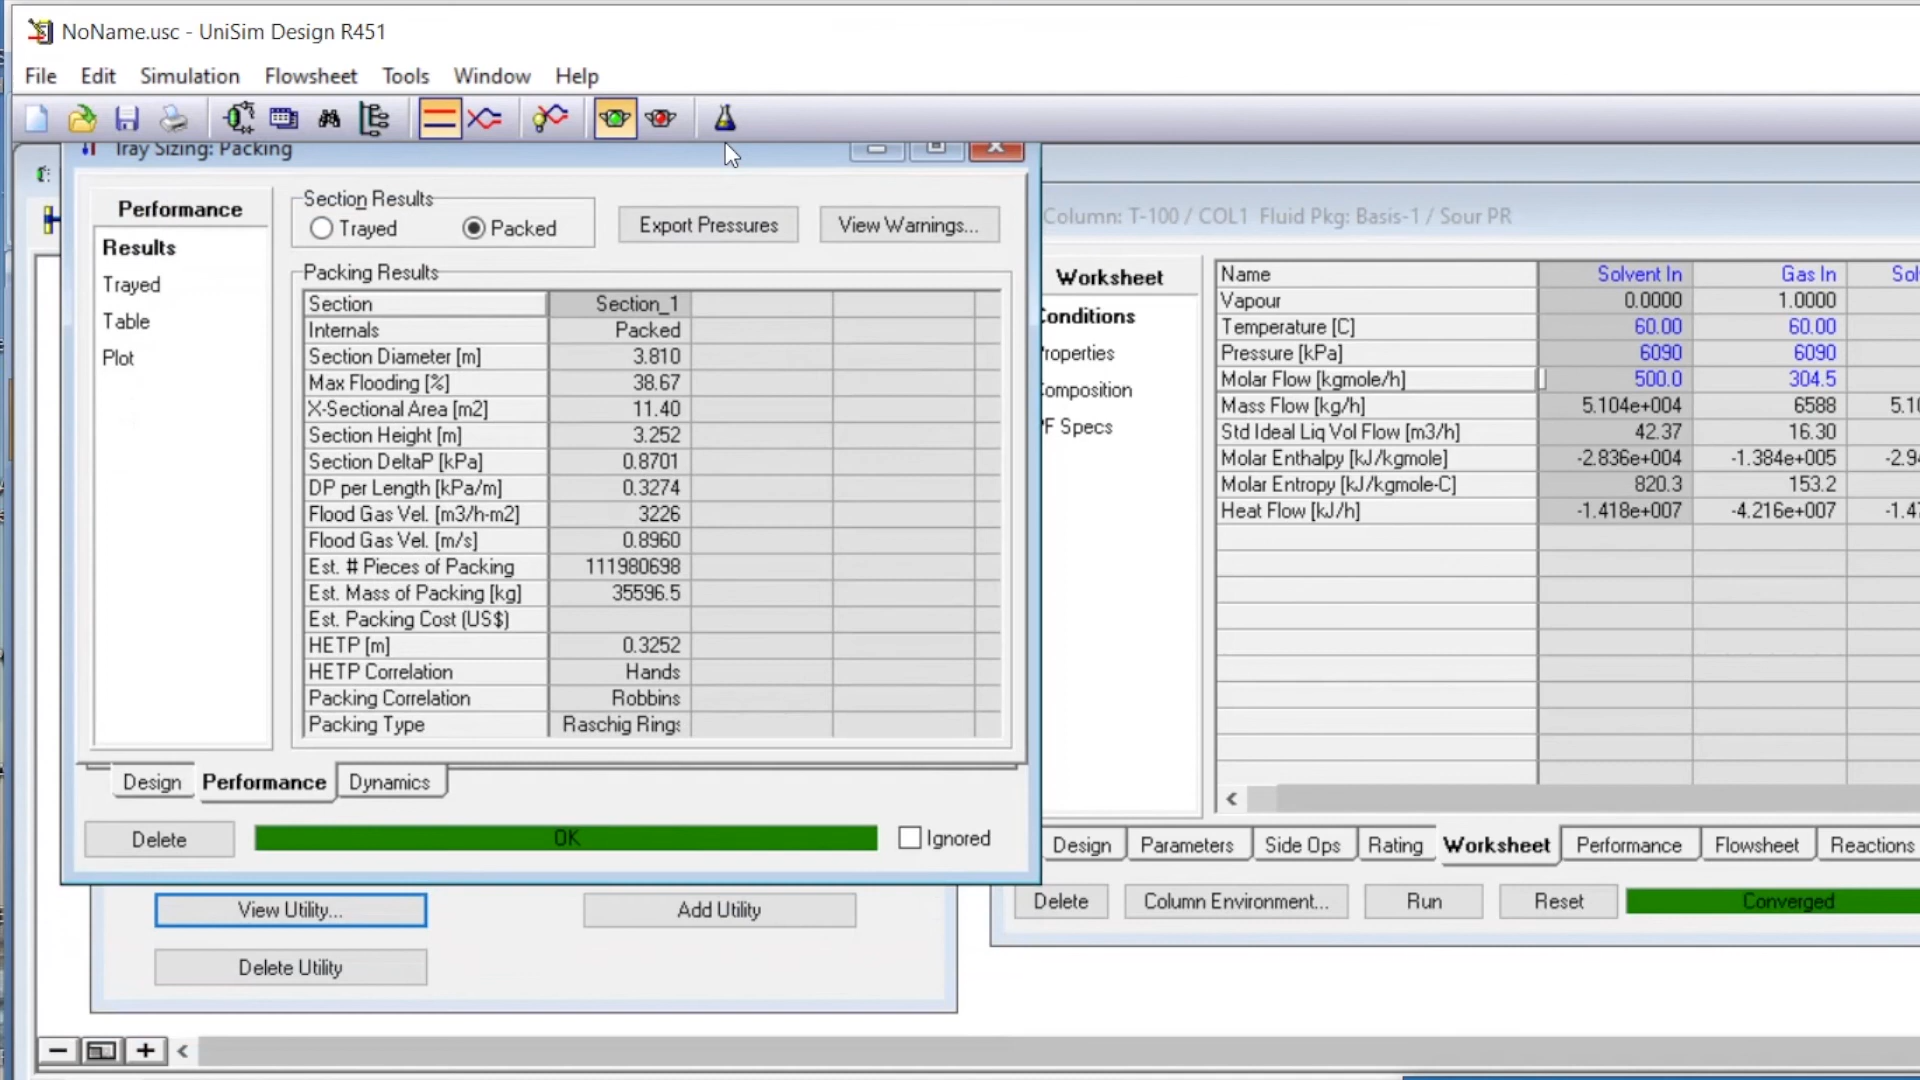 NoName.usc - UniSim Design R451
File Edit Simulation Flowsheet Tools Window Help
Tray Sizing: Packing
Performance
Results
Trayed
Table
Plot
Section Results
Trayed Packed
Export Pressures
View Warnings...
Packing Results
Section Section_1
Internals Packed
Section Diameter [m] 3.810
Max Flooding [%] 38.67
X-Sectional Area [m2] 11.40
Section Height [m] 3.252
Section DeltaP [kPa] 0.8701
DP per Length [kPa/m] 0.3274
Flood Gas Vel. [m3/h-m2] 3226
Flood Gas Vel. [m/s] 0.8960
Est. # Pieces of Packing 111980698
Est. Mass of Packing [kg] 35596.5
Est. Packing Cost (US$)
HETP [m] 0.3252
HETP Correlation Hands
Packing Correlation Robbins
Packing Type Raschig Rings
Design Performance Dynamics
Delete
OK
Ignored
View Utility...
Add Utility
Delete Utility
Column: T-100 / COL1 Fluid Pkg: Basis-1 / Sour PR
Worksheet
Conditions
Properties
Composition
PF Specs
Name Solvent In Gas In Sol
Vapour 0.0000 1.0000
Temperature [C] 60.00 60.00
Pressure [kPa] 6090 6090
Molar Flow [kgmole/h] 500.0 304.5
Mass Flow [kg/h] 5.104e+004 6588 5.10
Std Ideal Liq Vol Flow [m3/h] 42.37 16.30
Molar Enthalpy [kJ/kgmole] -2.836e+004 -1.384e+005 -2.94
Molar Entropy [kJ/kgmole-C] 820.3 153.2
Heat Flow [kJ/h] -1.418e+007 -4.216e+007 -1.47
Design Parameters Side Ops Rating Worksheet Performance Flowsheet Reactions
Delete
Column Environment...
Run
Reset
Converged